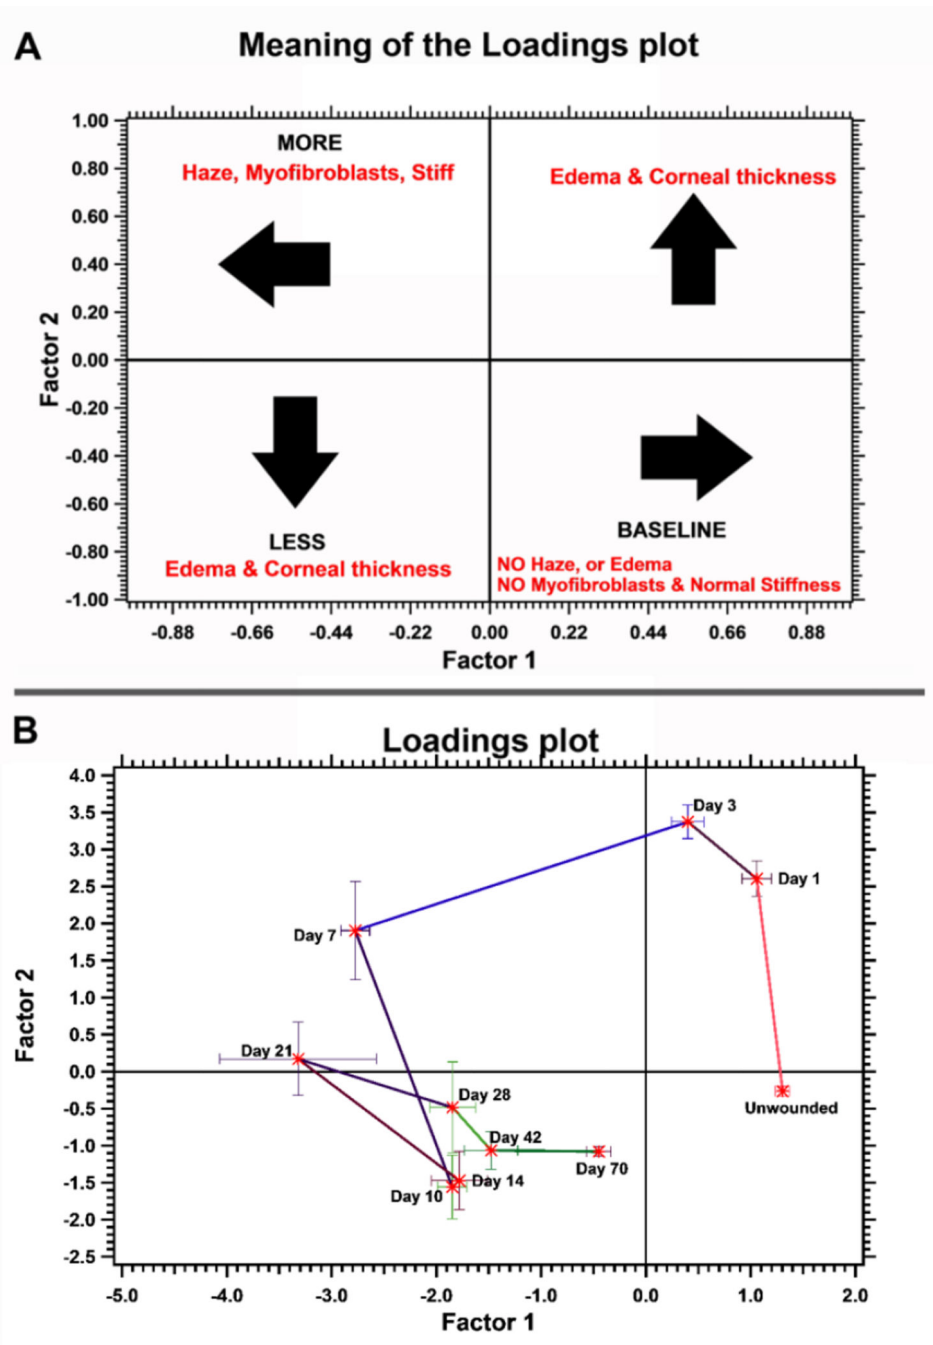 A
Meaning of the Loadings plot
1.00
0.80
0.60
0.40
0.20
0.00
-0.20
-0.40
-0.60
-0.80
-1.00
Factor 2
MORE
Haze, Myofibroblasts, Stiff
Edema & Corneal thickness
LESS
Edema & Corneal thickness
BASELINE
NO Haze, or Edema
NO Myofibroblasts & Normal Stiffness
-0.88 -0.66 -0.44 -0.22 0.00 0.22 0.44 0.66 0.88
Factor 1
B
Loadings plot
4.0
3.5
3.0
2.5
2.0
1.5
1.0
0.5
0.0
-0.5
-1.0
-1.5
-2.0
-2.5
Factor 2
Day 3
Day 1
Day 7
Day 21
Day 28
Unwounded
Day 42
Day 70
Day 14
Day 10
-5.0 -4.0 -3.0 -2.0 -1.0 0.0 1.0 2.0
Factor 1